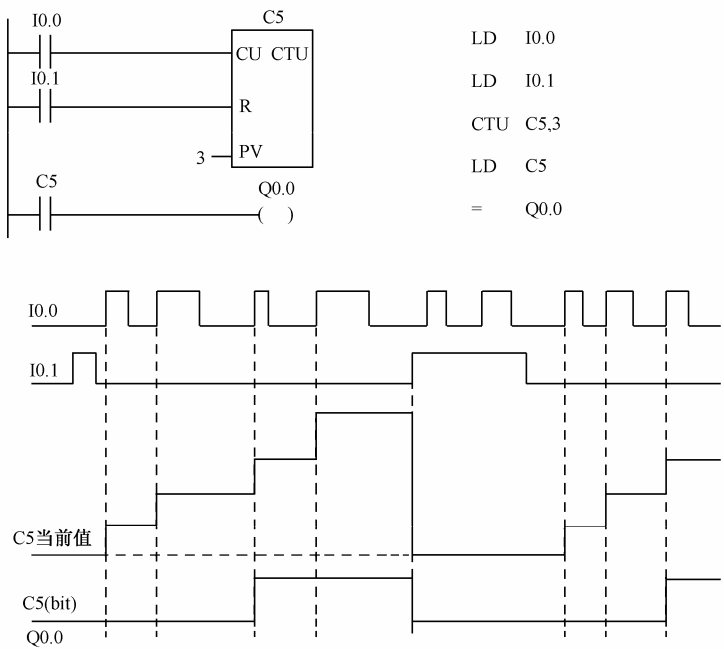 I0.0
C5
CU CTU
I0.1
R
3 PV
C5
Q0.0
( )
LD I0.0
LD I0.1
CTU C5,3
LD C5
= Q0.0
I0.0
I0.1
C5当前值
C5(bit)
Q0.0